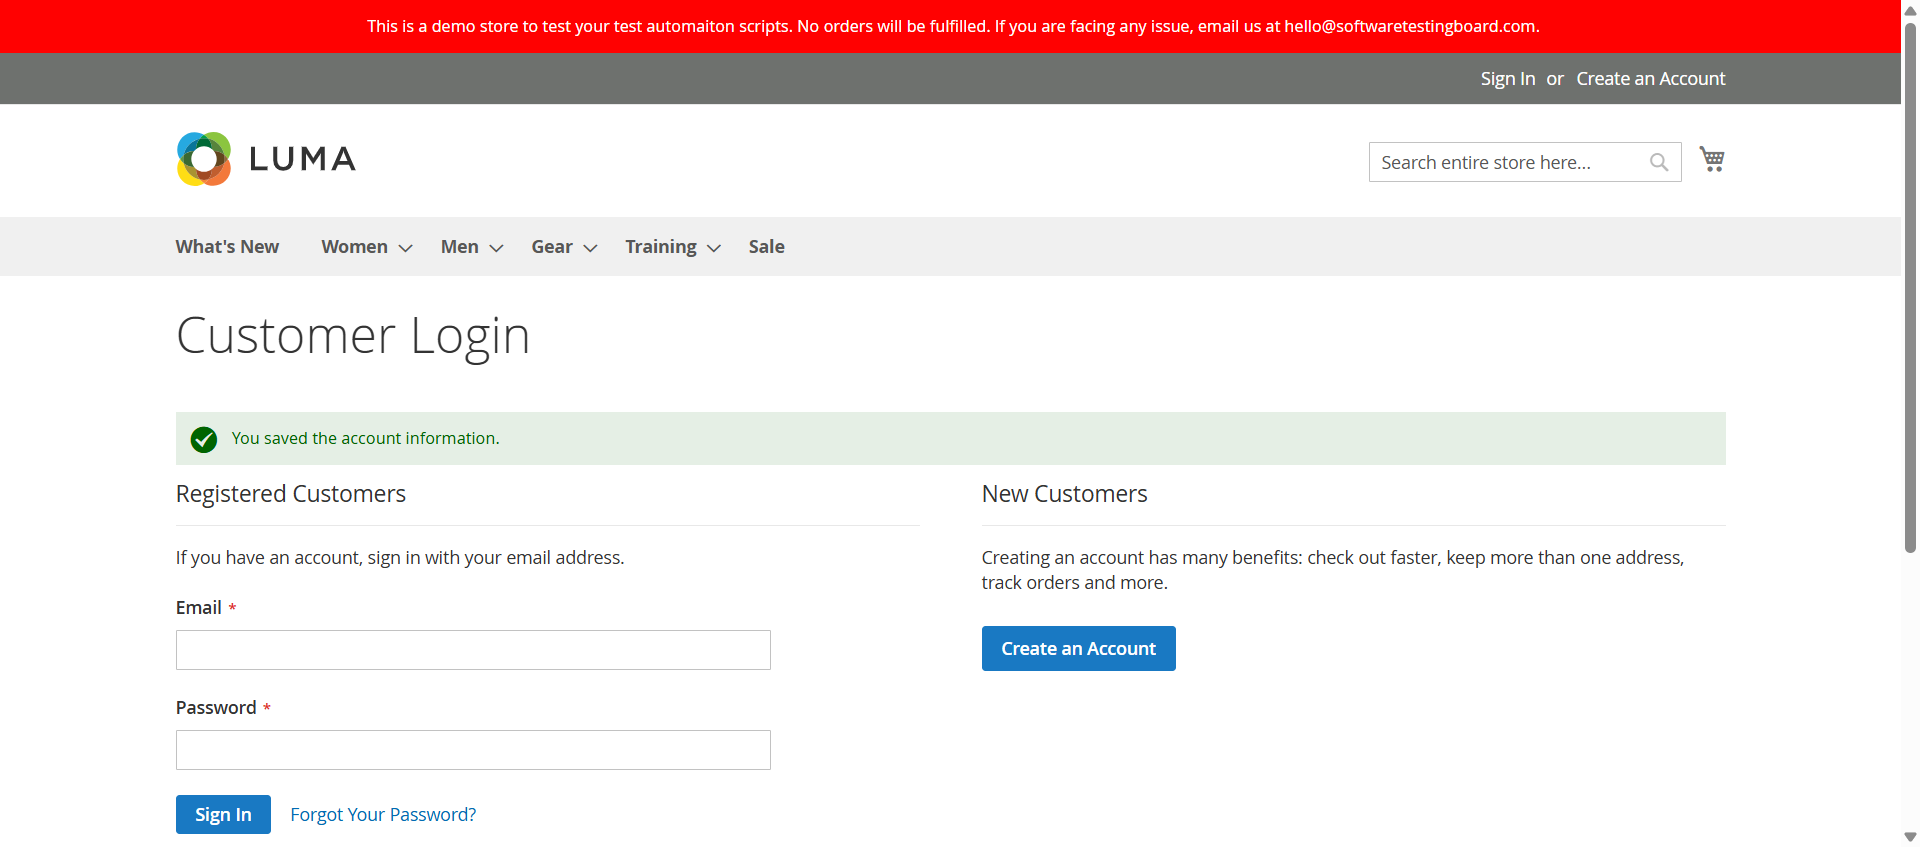 This is a demo store to test your test automaiton scripts. No orders will be fulfilled. If you are facing any issue, email us at hello@softwaretestingboard.com.
Sign In or Create an Account
LUMA
Search entire store here...
What's New Women Men Gear Training Sale
Customer Login
You saved the account information.
Registered Customers
If you have an account, sign in with your email address.
Email *
Password *
Sign In Forgot Your Password?
New Customers
Creating an account has many benefits: check out faster, keep more than one address,
track orders and more.
Create an Account